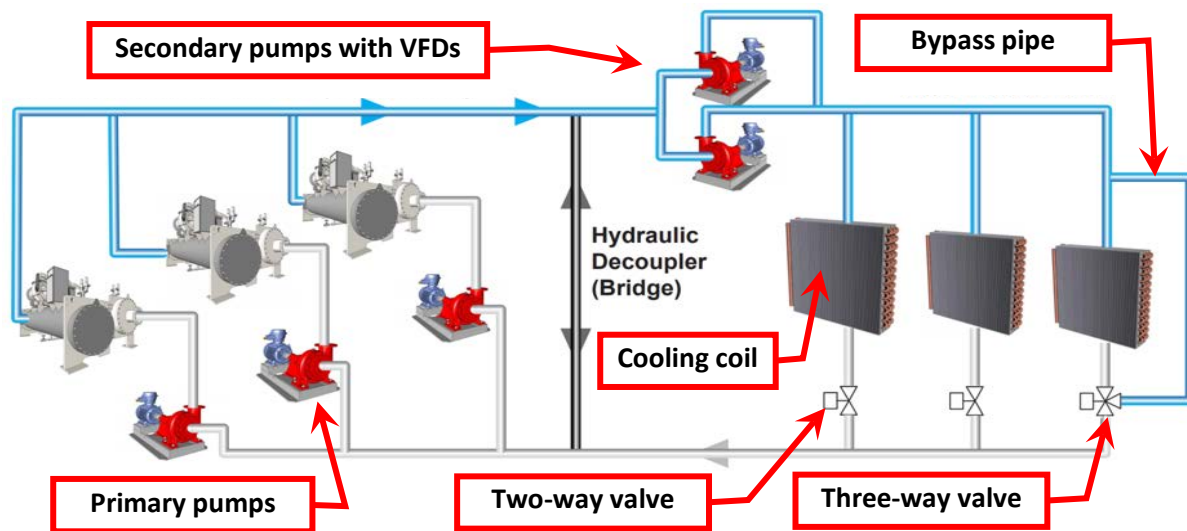 Secondary pumps with VFDs
Bypass pipe
Hydraulic
Decoupler
(Bridge)
Cooling coil
Primary pumps
Two-way valve
Three-way valve